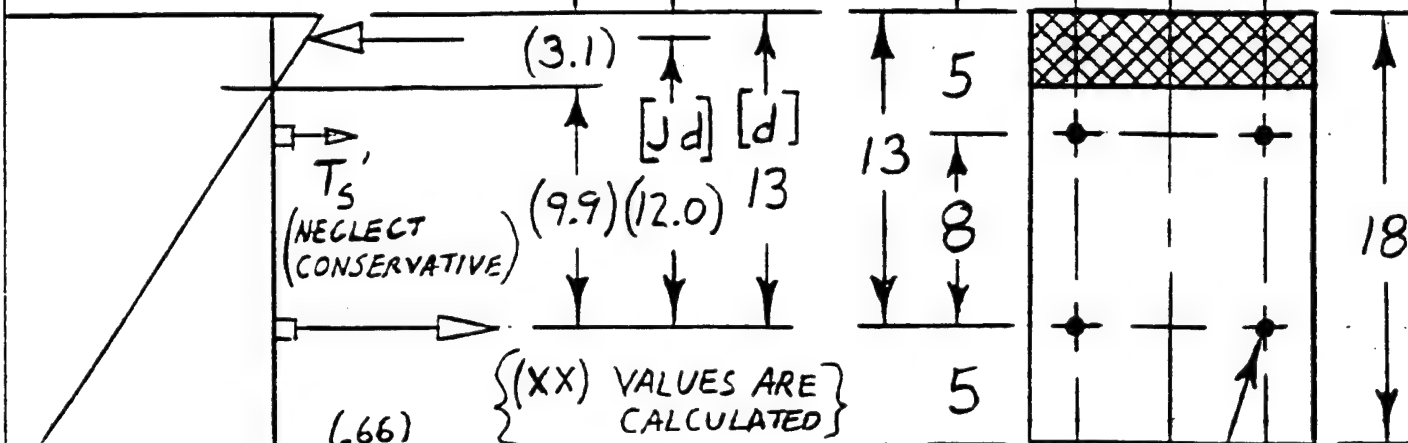 (3.1)
5
[Jd] [d]
13
18
T's
(9.9) (12.0) 13
8
(NEGLECT
CONSERVATIVE)
{(XX) VALUES ARE
CALCULATED}
5
(.66)